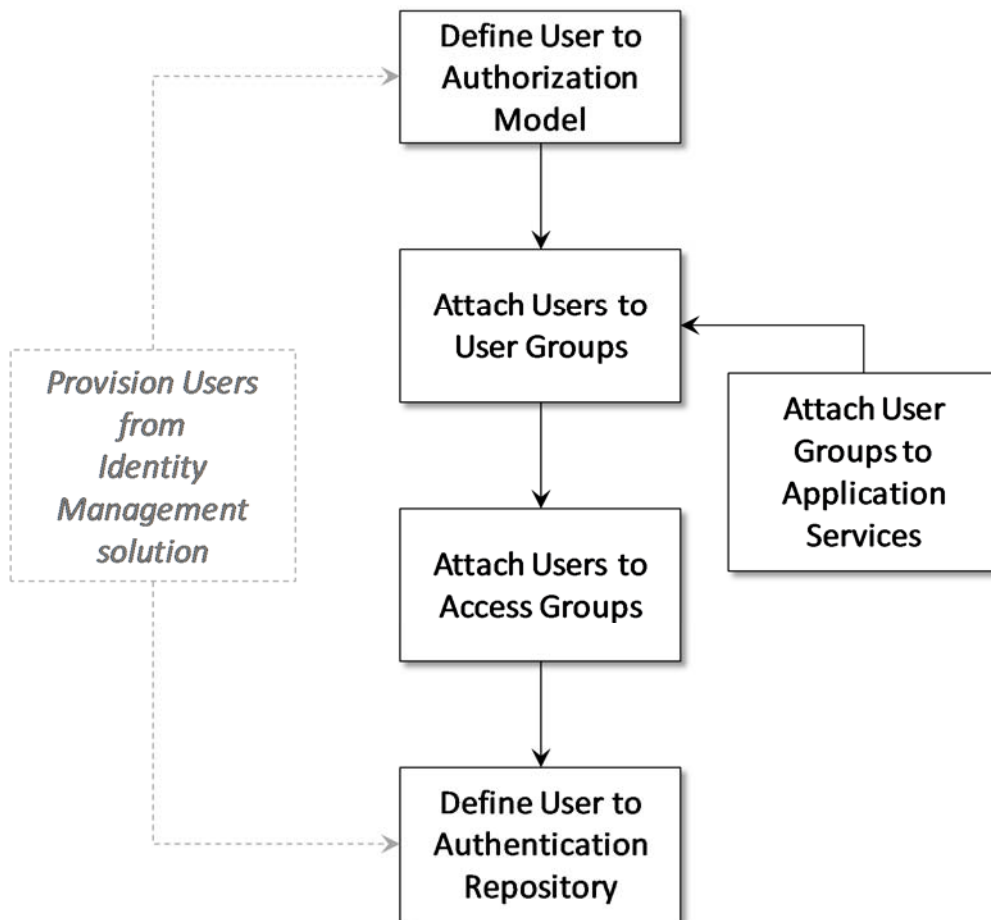 Define User to
Authorization
Model
Attach Users to
User Groups
Provision Users
from
Identity
Management
solution
Attach User
Groups to
Application
Services
Attach Users to
Access Groups
Define User to
Authentication
Repository